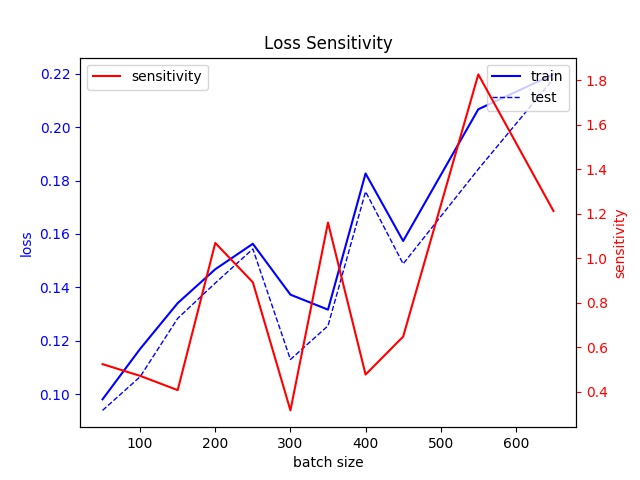 Loss Sensitivity
sensitivity
train
test
0.22
0.20
0.18
0.16
0.14
0.12
0.10
loss
1.8
1.6
1.4
1.2
1.0
0.8
0.6
0.4
sensitivity
100 200 300 400 500 600
batch size